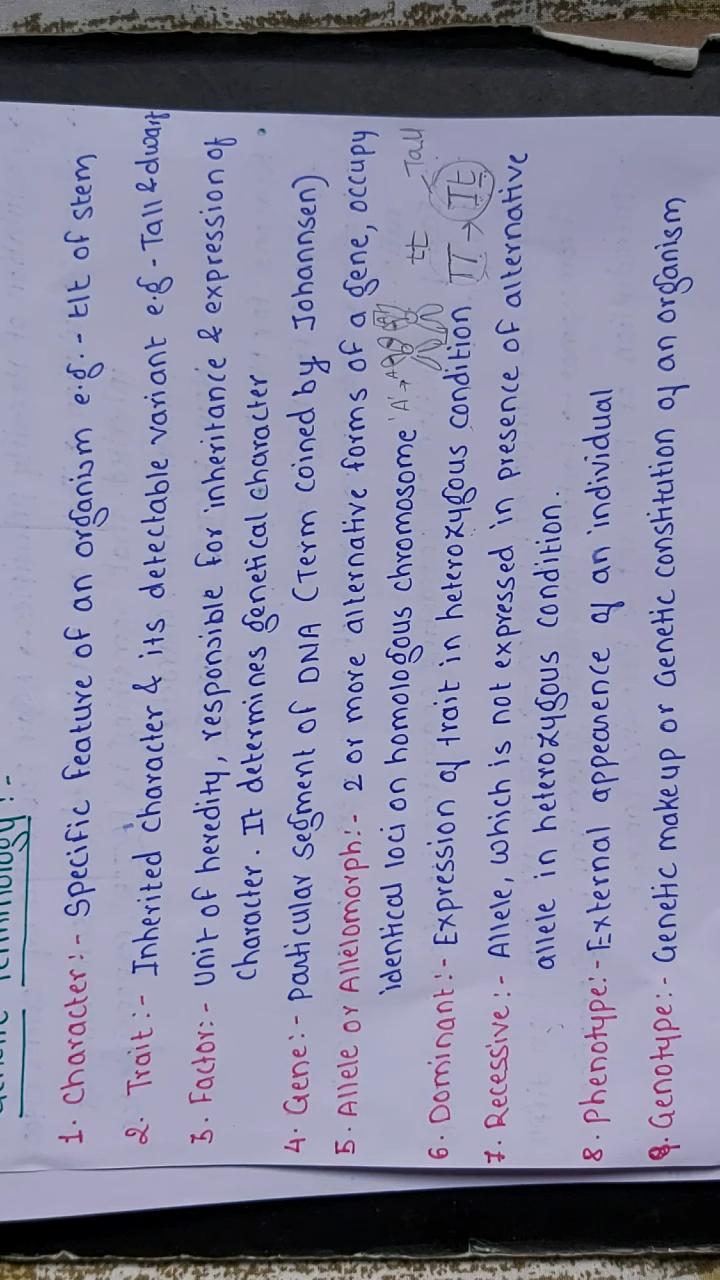 Genetic Terminology :-
1. Character:- Specific feature of an organism e.g.- tlt of stem
2. Trait:- Inherited character & its detectable variant e.g - Tall & dwarf
3. Factor:- Unit of heredity, responsible for inheritance & expression of
character. It determines genetical character
4. Gene:- Particular segment of DNA (Term coined by Johannsen)
5. Allele or Allelomorph:- 2 or more alternative forms of a gene, occupy
identical loci on homologous chromosome 'A' → A tt Tall
6. Dominant:- Expression of trait in heterozygous condition TT → Tt
7. Recessive:- Allele, which is not expressed in presence of alternative
allele in heterozygous condition.
8. Phenotype:- External appearence of an individual
9. Genotype:- Genetic makeup or Genetic constitution of an organism